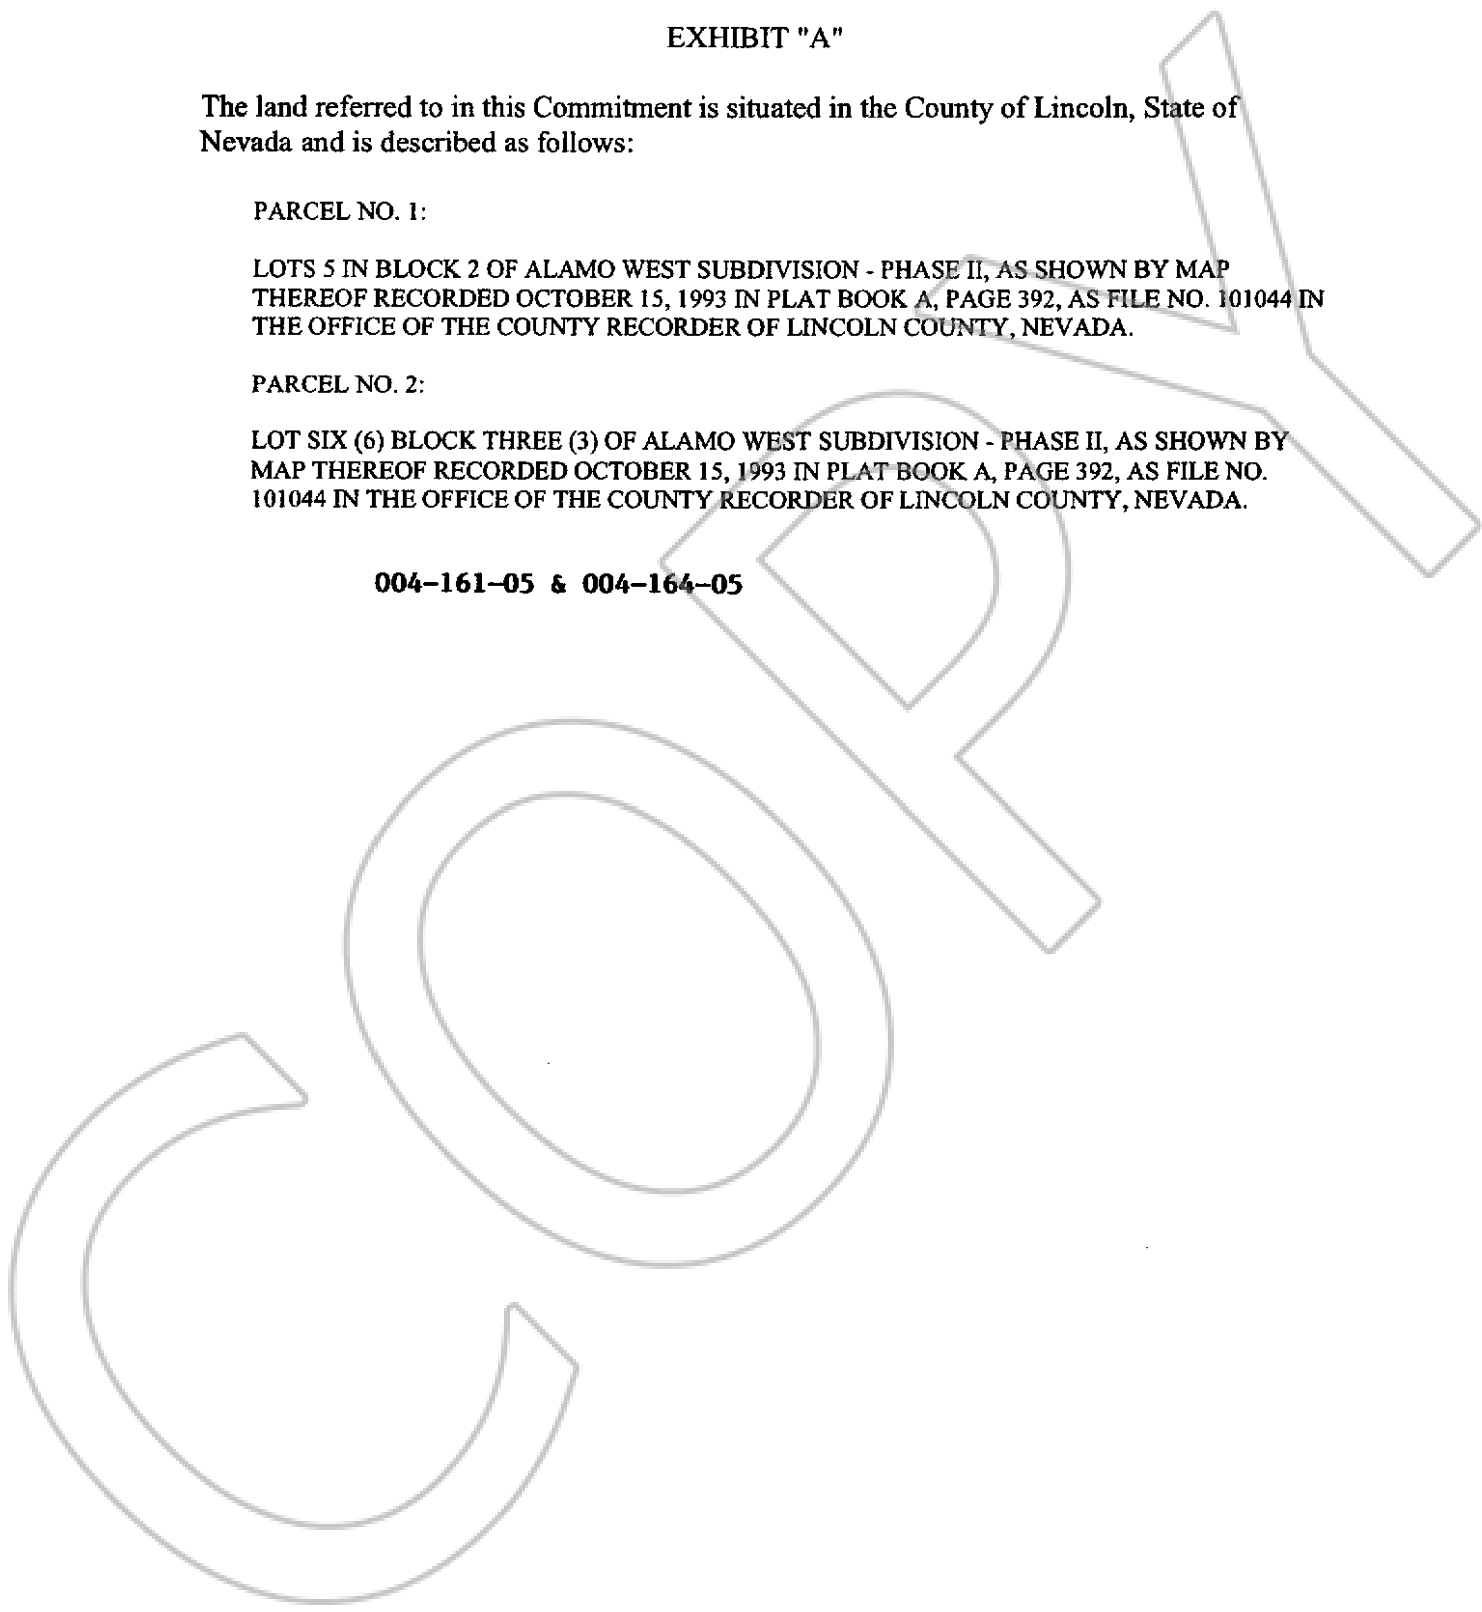 EXHIBIT "A"
The land referred to in this Commitment is situated in the County of Lincoln, State of
Nevada and is described as follows:
PARCEL NO. 1:
LOTS 5 IN BLOCK 2 OF ALAMO WEST SUBDIVISION - PHASE II, AS SHOWN BY MAP
THEREOF RECORDED OCTOBER 15, 1993 IN PLAT BOOK A, PAGE 392, AS FILE NO. 101044 IN
THE OFFICE OF THE COUNTY RECORDER OF LINCOLN COUNTY, NEVADA.
PARCEL NO. 2:
LOT SIX (6) BLOCK THREE (3) OF ALAMO WEST SUBDIVISION - PHASE II, AS SHOWN BY
MAP THEREOF RECORDED OCTOBER 15, 1993 IN PLAT BOOK A, PAGE 392, AS FILE NO.
101044 IN THE OFFICE OF THE COUNTY RECORDER OF LINCOLN COUNTY, NEVADA.
004-161-05 & 004-164-05
COPY